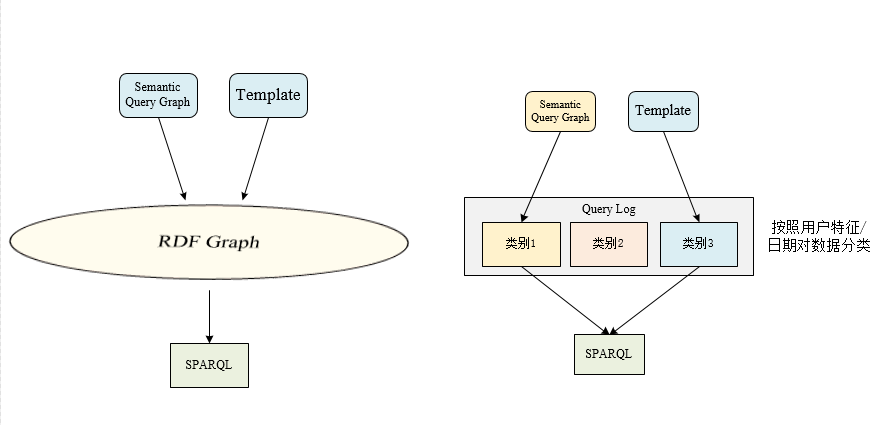 Semantic
Query Graph
Template
RDF Graph
SPARQL
Semantic
Query Graph
Template
Query Log
类别1
类别2
类别3
按照用户特征/
日期对数据分类
SPARQL